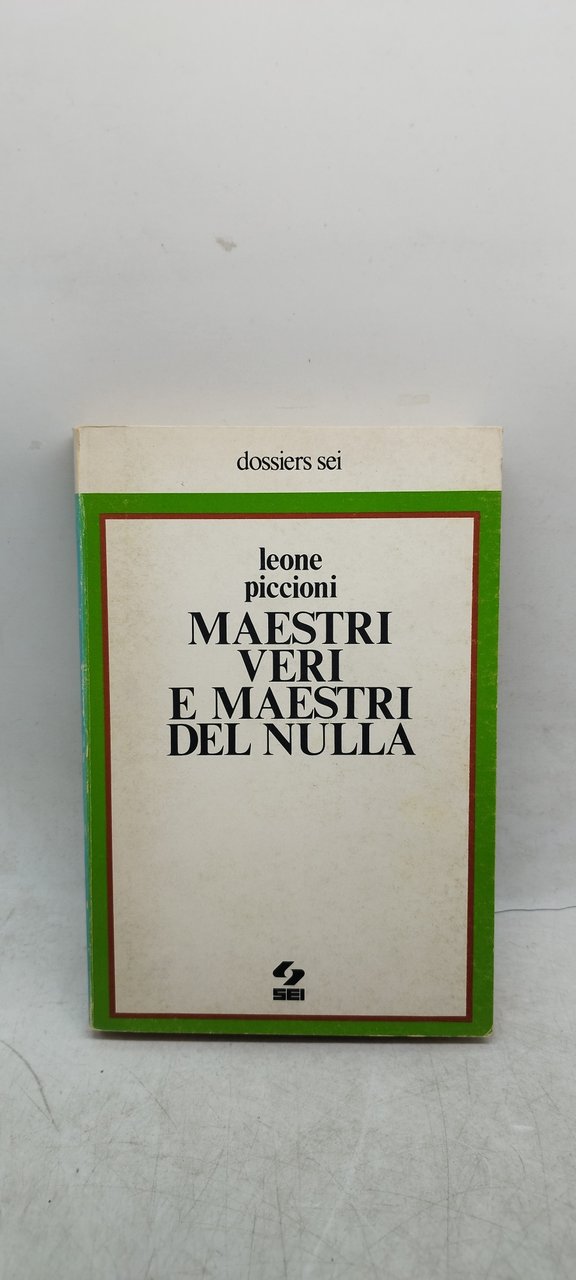 dossiers sei
leone
piccioni
MAESTRI
VERI
E MAESTRI
DEL NULLA
SEI